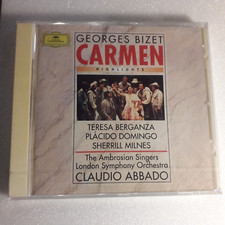 GEORGES BIZET
CARMEN
HIGHLIGHTS
TERESA BERGANZA
PLACIDO DOMINGO
SHERRILL MILNES
The Ambrosian Singers
London Symphony Orchestra
CLAUDIO ABBADO